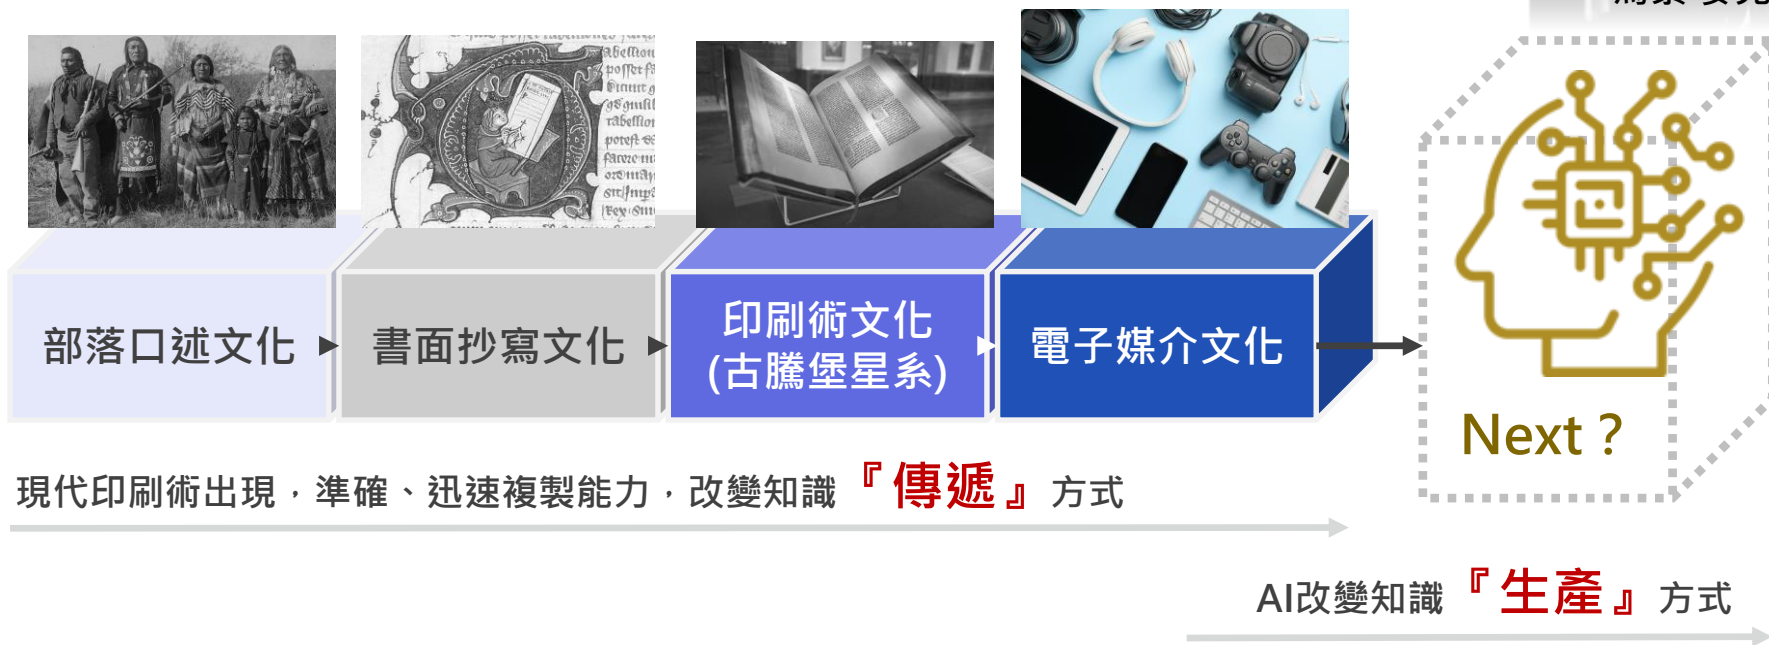 部落口述文化
書面抄寫文化
印刷術文化
(古騰堡星系)
電子媒介文化
Next？
現代印刷術出現，準確、迅速複製能力，改變知識『傳遞』方式
AI改變知識『生產』方式